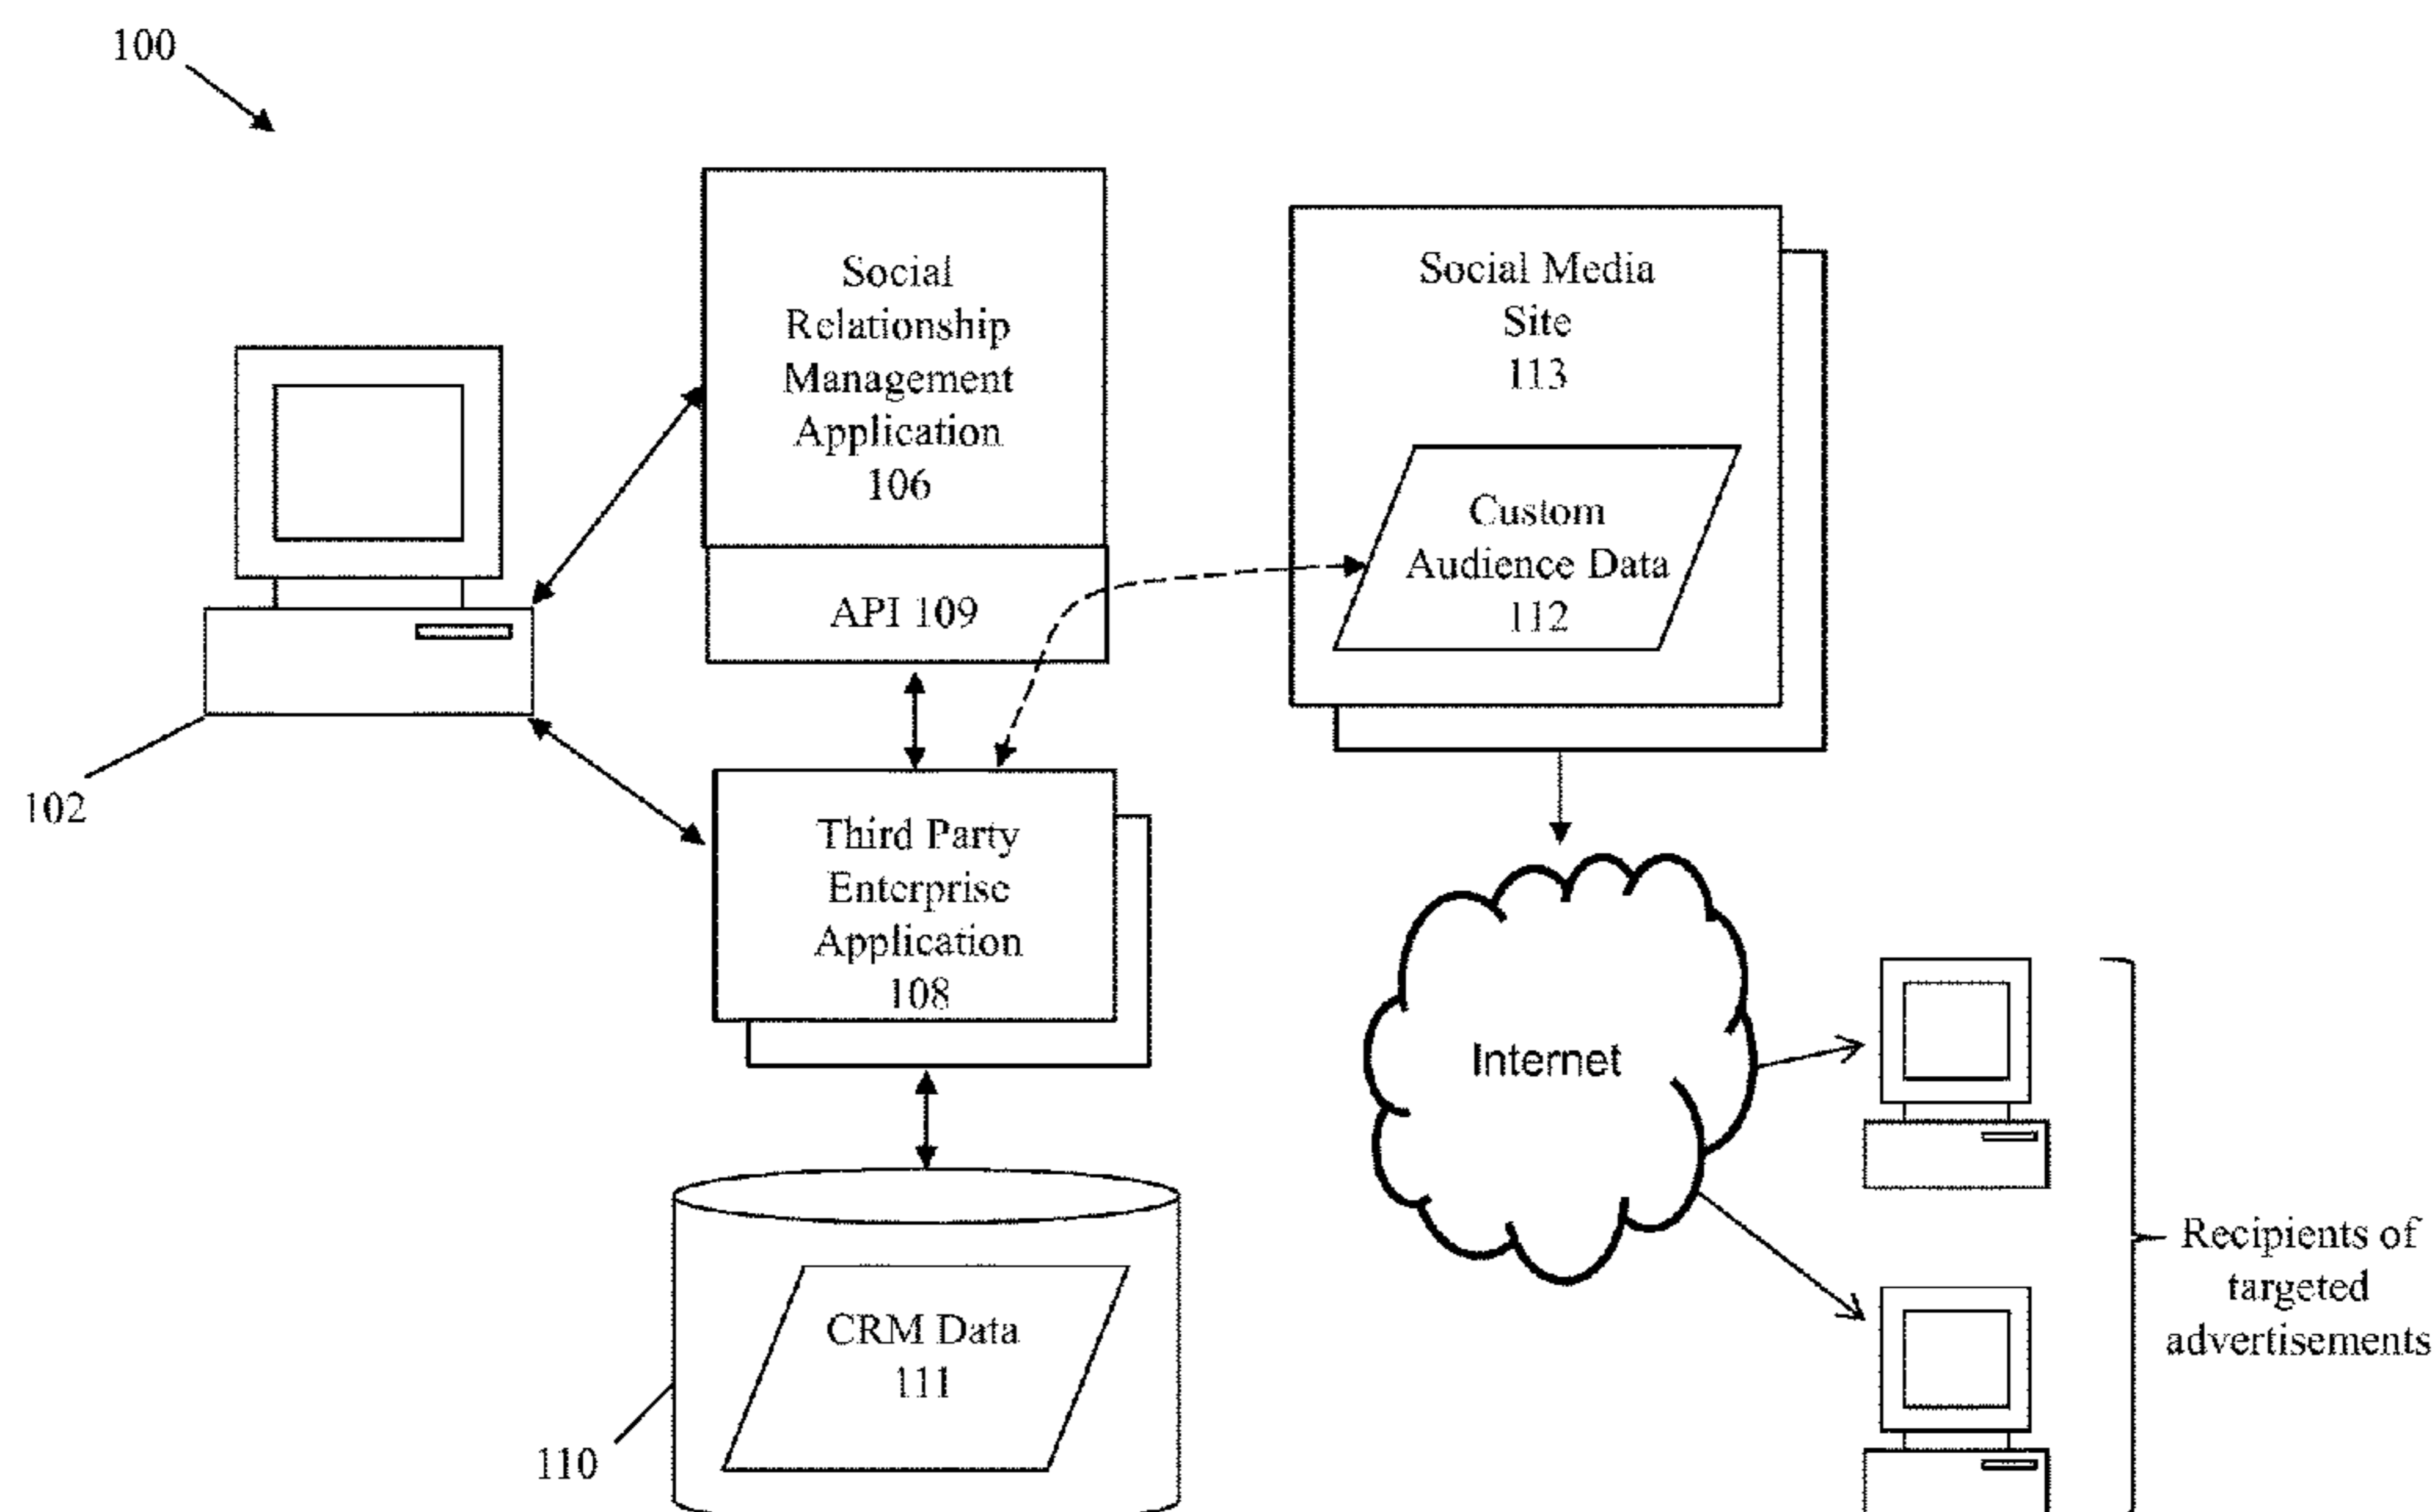 100
Social
Relationship
Management
Application
106
API 109
Social Media
Site
113
Custom
Audience Data
112
102
Third Party
Enterprise
Application
108
Internet
CRM Data
111
110
Recipients of
targeted
advertisements